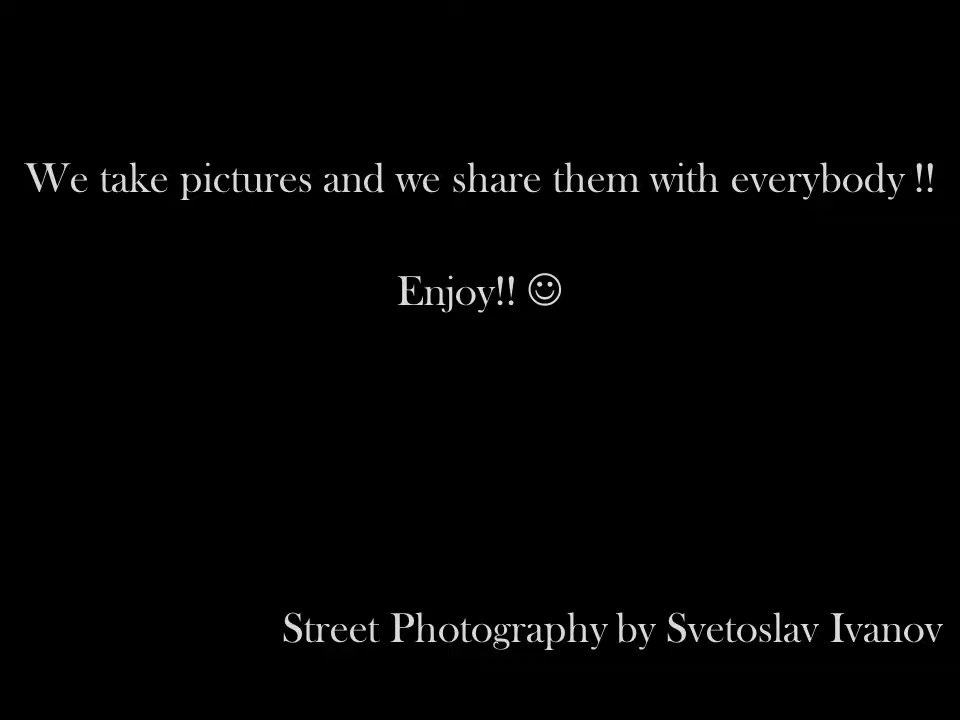 We take pictures and we share them with everybody !!
Enjoy!! ☺
Street Photography by Svetoslav Ivanov